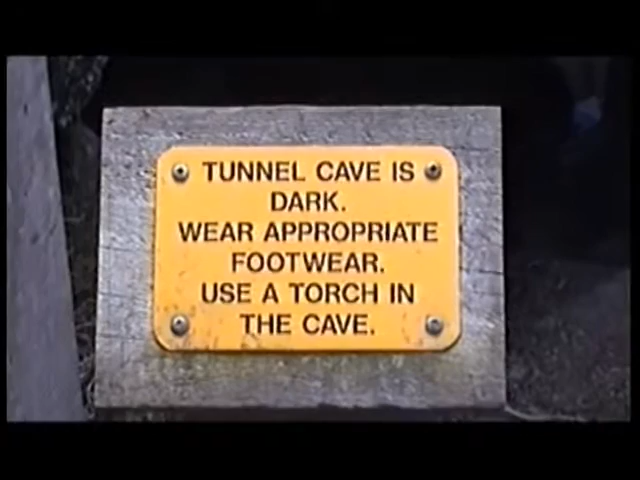 TUNNEL CAVE IS
DARK.
WEAR APPROPRIATE
FOOTWEAR.
USE A TORCH IN
THE CAVE.